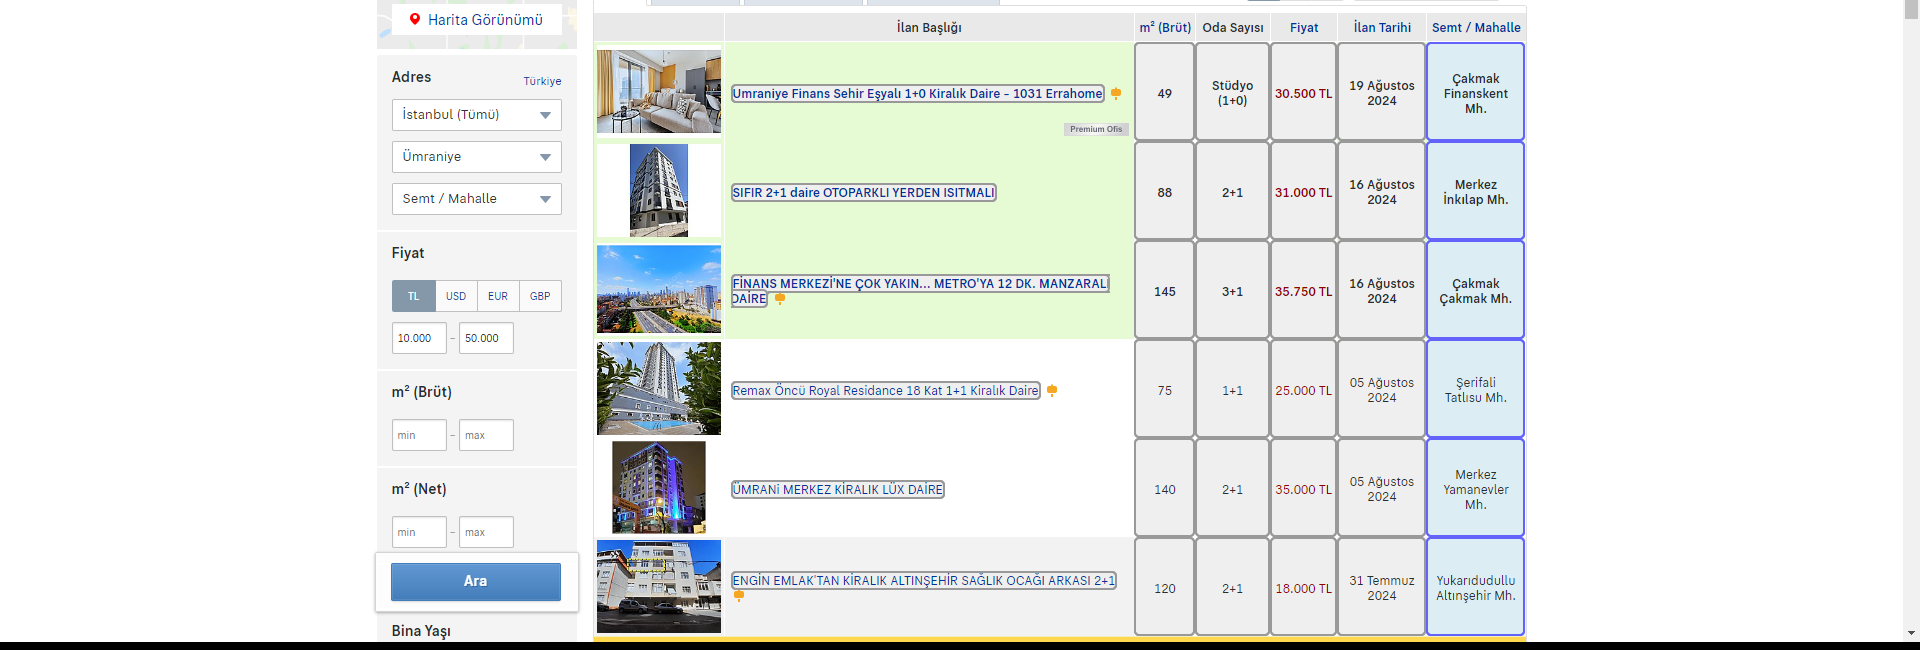 Harita Görünümü
Adres
Türkiye
İstanbul (Tümü)
Ümraniye
Semt / Mahalle
Fiyat
TL
USD
EUR
GBP
10.000 - 50.000
m² (Brüt)
min - max
m² (Net)
min - max
Ara
Bina Yaşı
İlan Başlığı
m² (Brüt)
Oda Sayısı
Fiyat
İlan Tarihi
Semt / Mahalle
Umraniye Finans Sehir Eşyalı 1+0 Kiralık Daire - 1031 Errahome
Premium Ofis
49
Stüdyo
(1+0)
30.500 TL
19 Ağustos
2024
Çakmak
Finanskent
Mh.
SIFIR 2+1 daire OTOPARKLI YERDEN ISITMALI
88
2+1
31.000 TL
16 Ağustos
2024
Merkez
İnkılap Mh.
FİNANS MERKEZİ'NE ÇOK YAKIN... METRO'YA 12 DK. MANZARALI
DAİRE
145
3+1
35.750 TL
16 Ağustos
2024
Çakmak
Çakmak Mh.
Remax Öncü Royal Residance 18 Kat 1+1 Kiralık Daire
75
1+1
25.000 TL
05 Ağustos
2024
Şerifali
Tatlısu Mh.
ÜMRANi MERKEZ KİRALIK LÜX DAİRE
140
2+1
35.000 TL
05 Ağustos
2024
Merkez
Yamanevler
Mh.
ENGİN EMLAK'TAN KİRALIK ALTINŞEHİR SAĞLIK OCAĞI ARKASI 2+1
120
2+1
18.000 TL
31 Temmuz
2024
Yukarıdudullu
Altınşehir Mh.